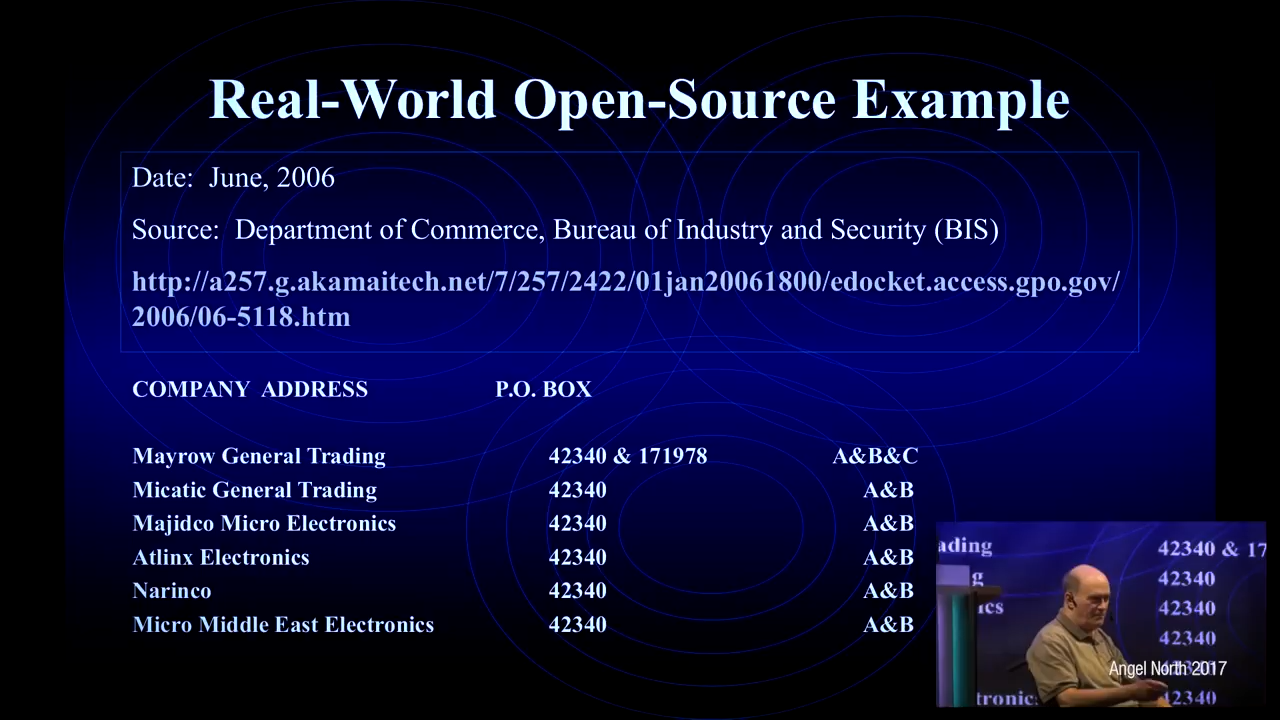 Real-World Open-Source Example
Date: June, 2006
Source: Department of Commerce, Bureau of Industry and Security (BIS)
http://a257.g.akamaitech.net/7/257/2422/01jan20061800/edocket.access.gpo.gov/
2006/06-5118.htm
COMPANY ADDRESS P.O. BOX
Mayrow General Trading 42340 & 171978 A&B&C
Micatic General Trading 42340 A&B
Majidco Micro Electronics 42340 A&B
Atlinx Electronics 42340 A&B
Narinco 42340 A&B
Micro Middle East Electronics 42340 A&B
ading 42340 & 17
g 42340
ics 42340
42340
Angel North 2017
tronic 42340